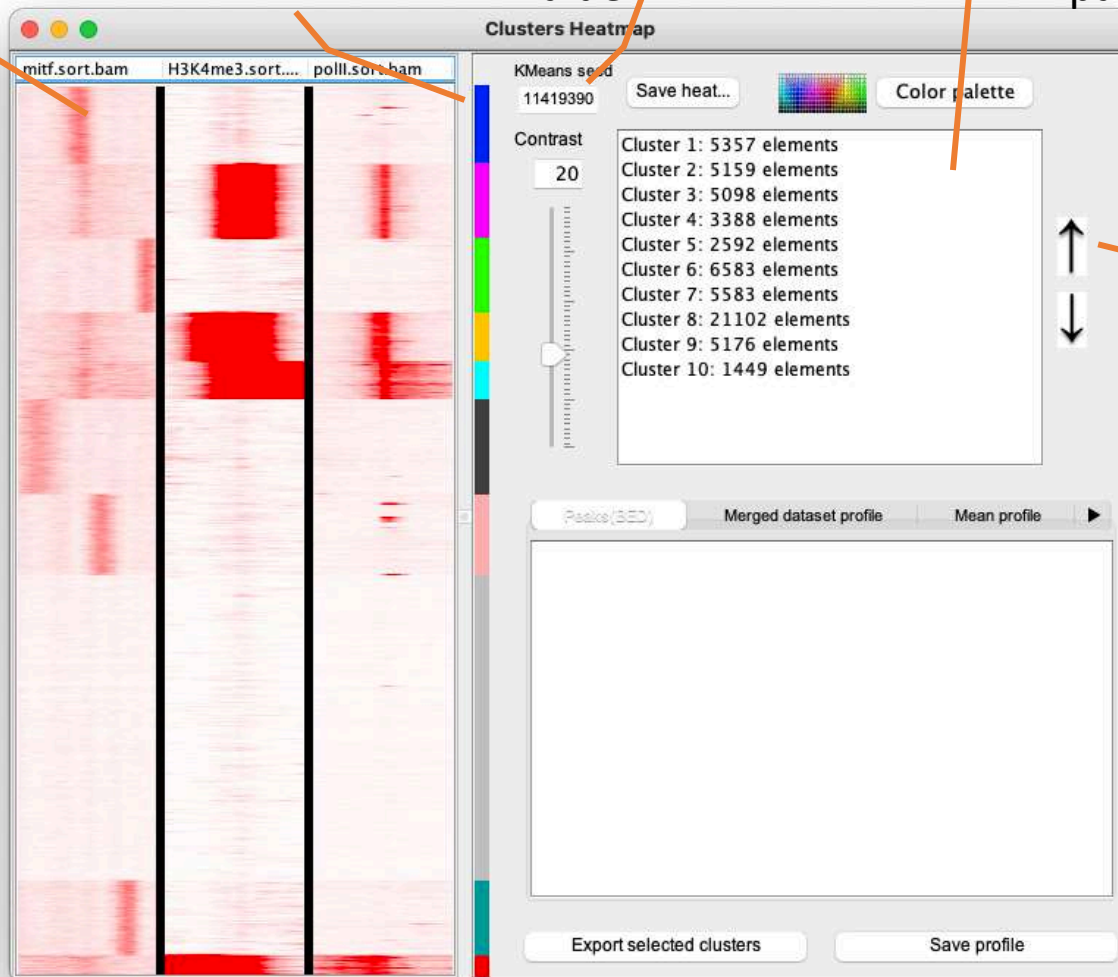 Clusters Heatmap
mitf.sort.bam H3K4me3.sort.... polII.sort.bam
KMeans seed
11419390
Save heat...
Color palette
Contrast
20
Cluster 1: 5357 elements
Cluster 2: 5159 elements
Cluster 3: 5098 elements
Cluster 4: 3388 elements
Cluster 5: 2592 elements
Cluster 6: 6583 elements
Cluster 7: 5583 elements
Cluster 8: 21102 elements
Cluster 9: 5176 elements
Cluster 10: 1449 elements
Peaks(BED) Merged dataset profile Mean profile
Export selected clusters Save profile